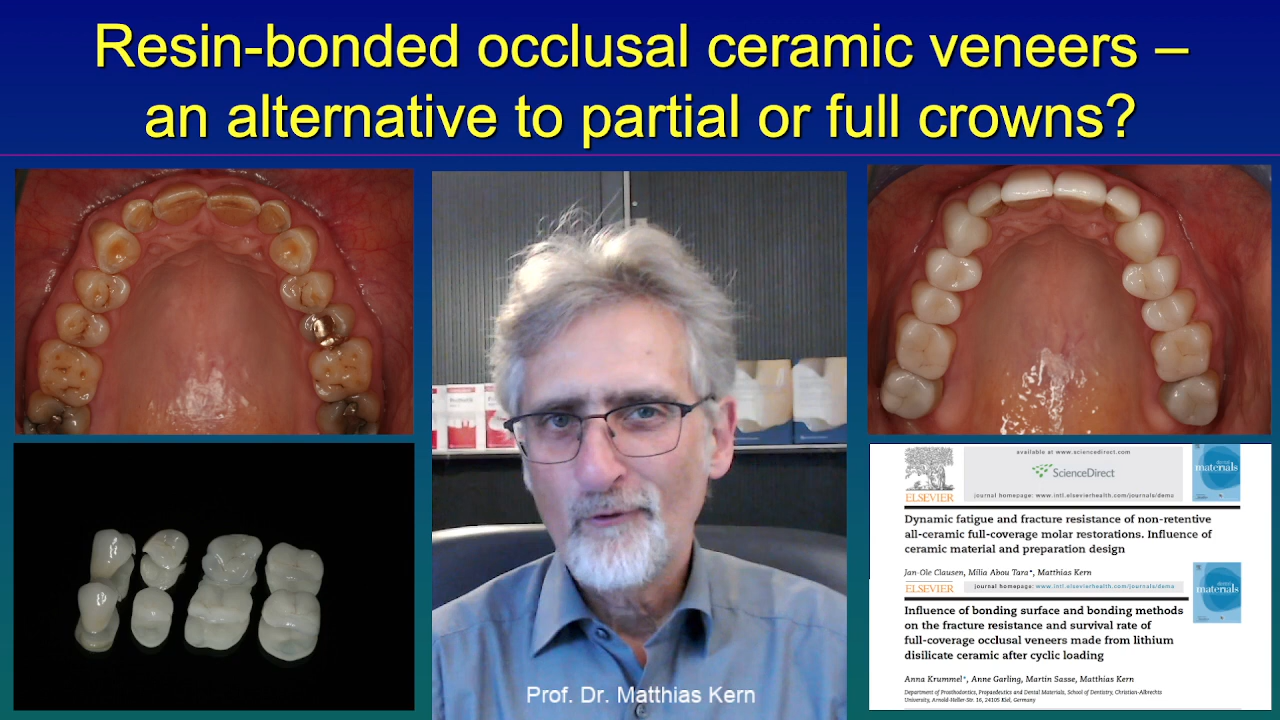 Resin-bonded occlusal ceramic veneers –
an alternative to partial or full crowns?
Prof. Dr. Matthias Kern
available at www.sciencedirect.com
ScienceDirect
ELSEVIER
journal homepage: www.intl.elsevierhealth.com/journals/dema
dental
materials
Dynamic fatigue and fracture resistance of non-retentive
all-ceramic full-coverage molar restorations. Influence of
ceramic material and preparation design
Jan-Ole Clausen, Milia Abou Tara*, Matthias Kern
ELSEVIER
journal homepage: www.intl.elsevierhealth.com/journals/dema
dental
materials
Influence of bonding surface and bonding methods
on the fracture resistance and survival rate of
full-coverage occlusal veneers made from lithium
disilicate ceramic after cyclic loading
Anna Krummel*, Anne Garling, Martin Sasse, Matthias Kern
Department of Prosthodontics, Propaedeutics and Dental Materials, School of Dentistry, Christian-Albrechts
University, Arnold-Heller-Str. 16, 24105 Kiel, Germany